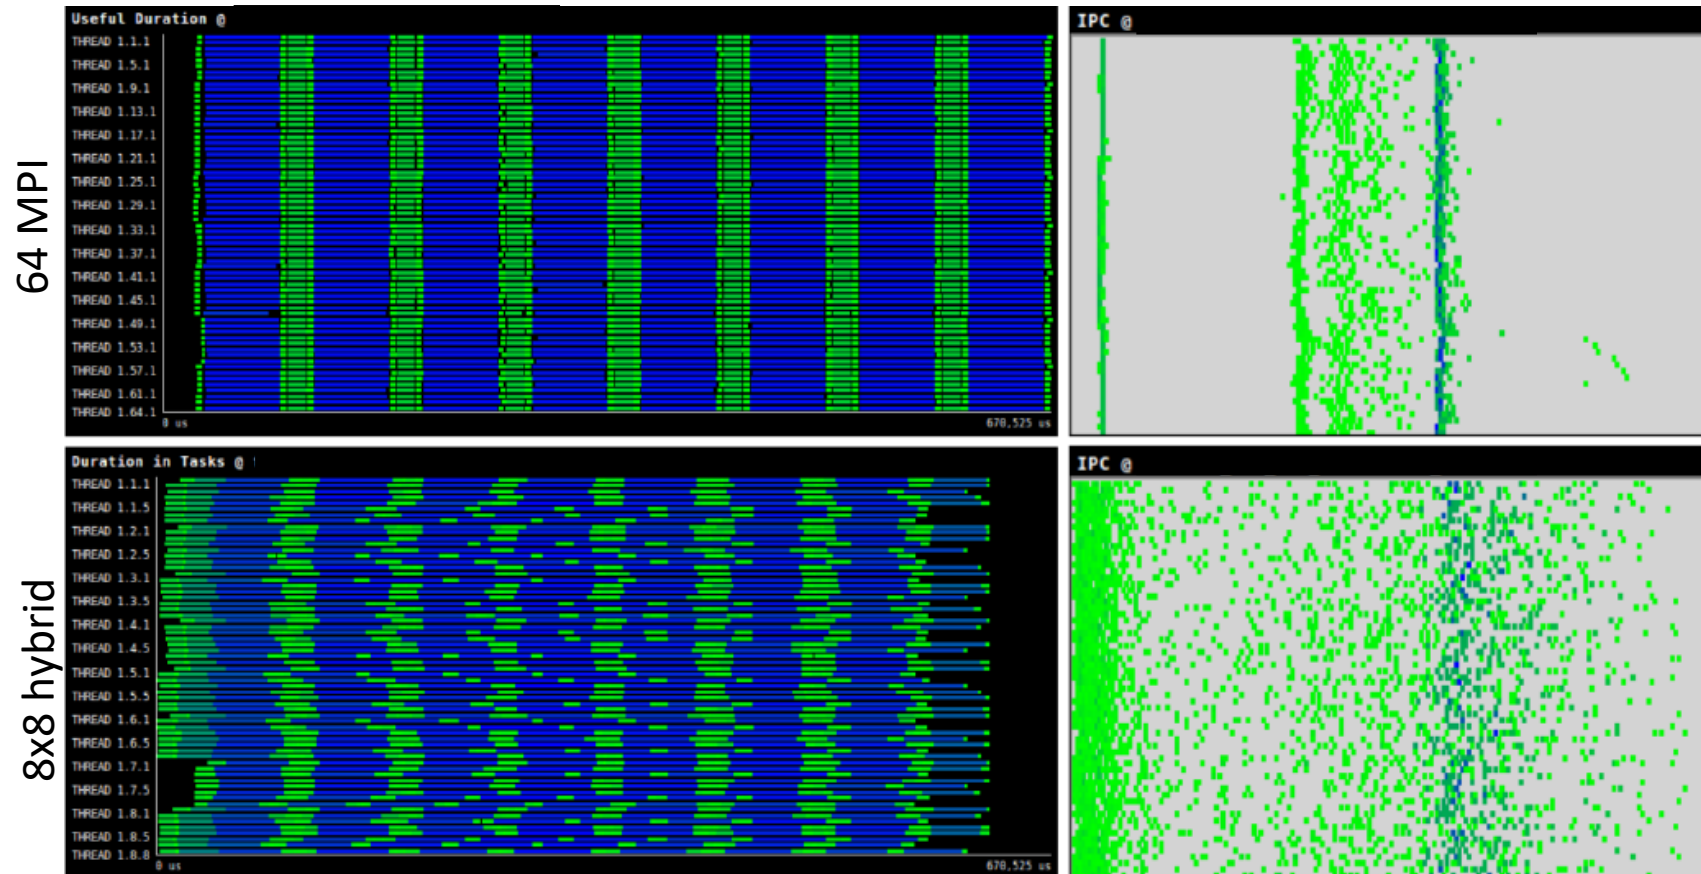 64 MPI
Useful Duration @
THREAD 1.1.1
THREAD 1.5.1
THREAD 1.9.1
THREAD 1.13.1
THREAD 1.17.1
THREAD 1.21.1
THREAD 1.25.1
THREAD 1.29.1
THREAD 1.33.1
THREAD 1.37.1
THREAD 1.41.1
THREAD 1.45.1
THREAD 1.49.1
THREAD 1.53.1
THREAD 1.57.1
THREAD 1.61.1
THREAD 1.64.1
0 us
670,525 us
IPC @
8x8 hybrid
Duration in Tasks @
THREAD 1.1.1
THREAD 1.1.5
THREAD 1.2.1
THREAD 1.2.5
THREAD 1.3.1
THREAD 1.3.5
THREAD 1.4.1
THREAD 1.4.5
THREAD 1.5.1
THREAD 1.5.5
THREAD 1.6.1
THREAD 1.6.5
THREAD 1.7.1
THREAD 1.7.5
THREAD 1.8.1
THREAD 1.8.5
THREAD 1.8.8
0 us
670,525 us
IPC @